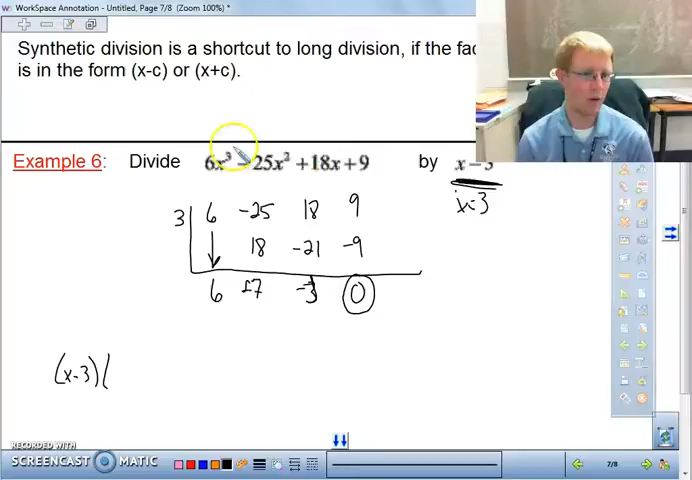 WorkSpace Annotation - Untitled, Page 7/8 (Zoom 200%) *
Synthetic division is a shortcut to long division, if the
is in the form (x-c) or (x+c).
Example 6: Divide 6x³ - 25x² + 18x + 9 by x - 3
x=3
3 6 -25 18 9
18 -21 -9
6 -7 -3 0
(x-3)(
RECORDED WITH
SCREENCAST MATIC
7/8